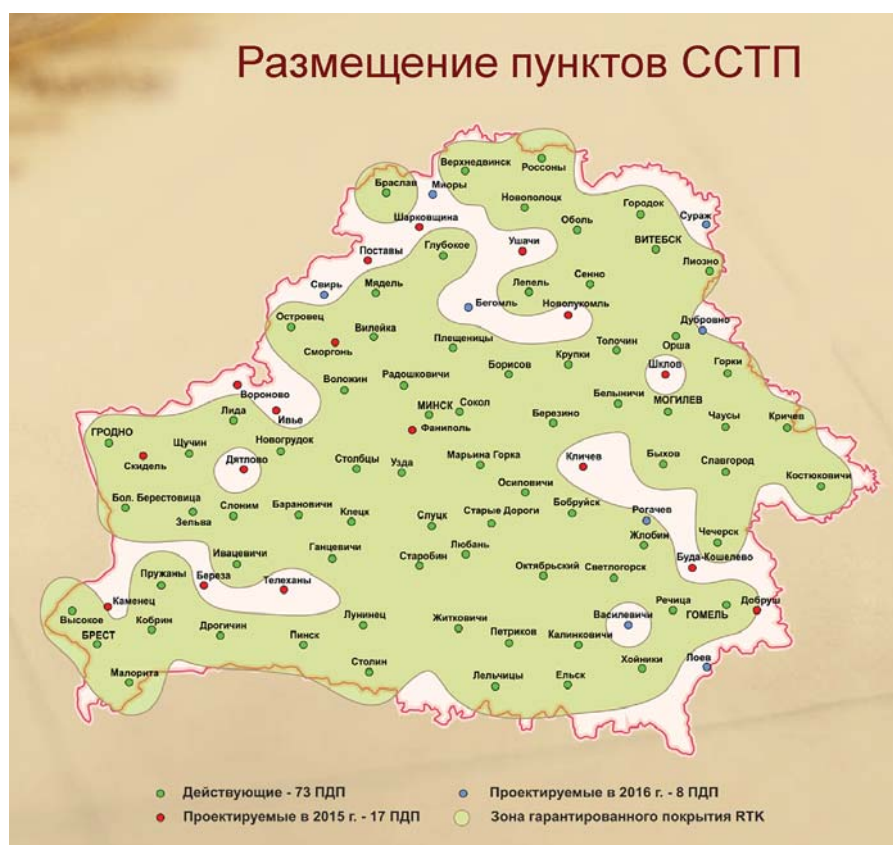 Размещение пунктов ССТП
Верхнедвинск
Россоны
Браслав
Миоры
Новополоцк
Городок
Сураж
Шарковщина
Оболь
Ушачи
ВИТЕБСК
Глубокое
Поставы
Лиозно
Сенно
Свирь
Мядель
Лепель
Бегомль
Новолукомль
Дубровно
Островец
Вилейка
Орша
Сморгонь
Плещеницы
Толочин
Крупки
Шклов
Борисов
Горки
Вороново
Воложин
Радошковичи
Белыничи
Ивье
МИНСК
Сокол
МОГИЛЕВ
Лида
Березино
Чаусы
Кричев
ГРОДНО
Фаниполь
Щучин
Новогрудок
Скидель
Дятлово
Столбцы
Узда
Марьина Горка
Кличев
Быхов
Славгород
Костюковичи
Осиповичи
Бол. Берестовица
Зельва
Слоним
Барановичи
Клецк
Слуцк
Старые Дороги
Бобруйск
Рогачев
Чечерск
Жлобин
Ивацевичи
Ганцевичи
Любань
Старобин
Буда-Кошелево
Пружаны
Береза
Телеханы
Октябрьский
Светлогорск
Каменец
Высокое
Речица
ГОМЕЛЬ
Добруш
Василевичи
БРЕСТ
Кобрин
Дрогичин
Пинск
Лунинец
Житковичи
Петриков
Калинковичи
Хойники
Лоев
Малорита
Столин
Лельчицы
Ельск
Действующие - 73 ПДП
Проектируемые в 2016 г. - 8 ПДП
Проектируемые в 2015 г. - 17 ПДП
Зона гарантированного покрытия RTK